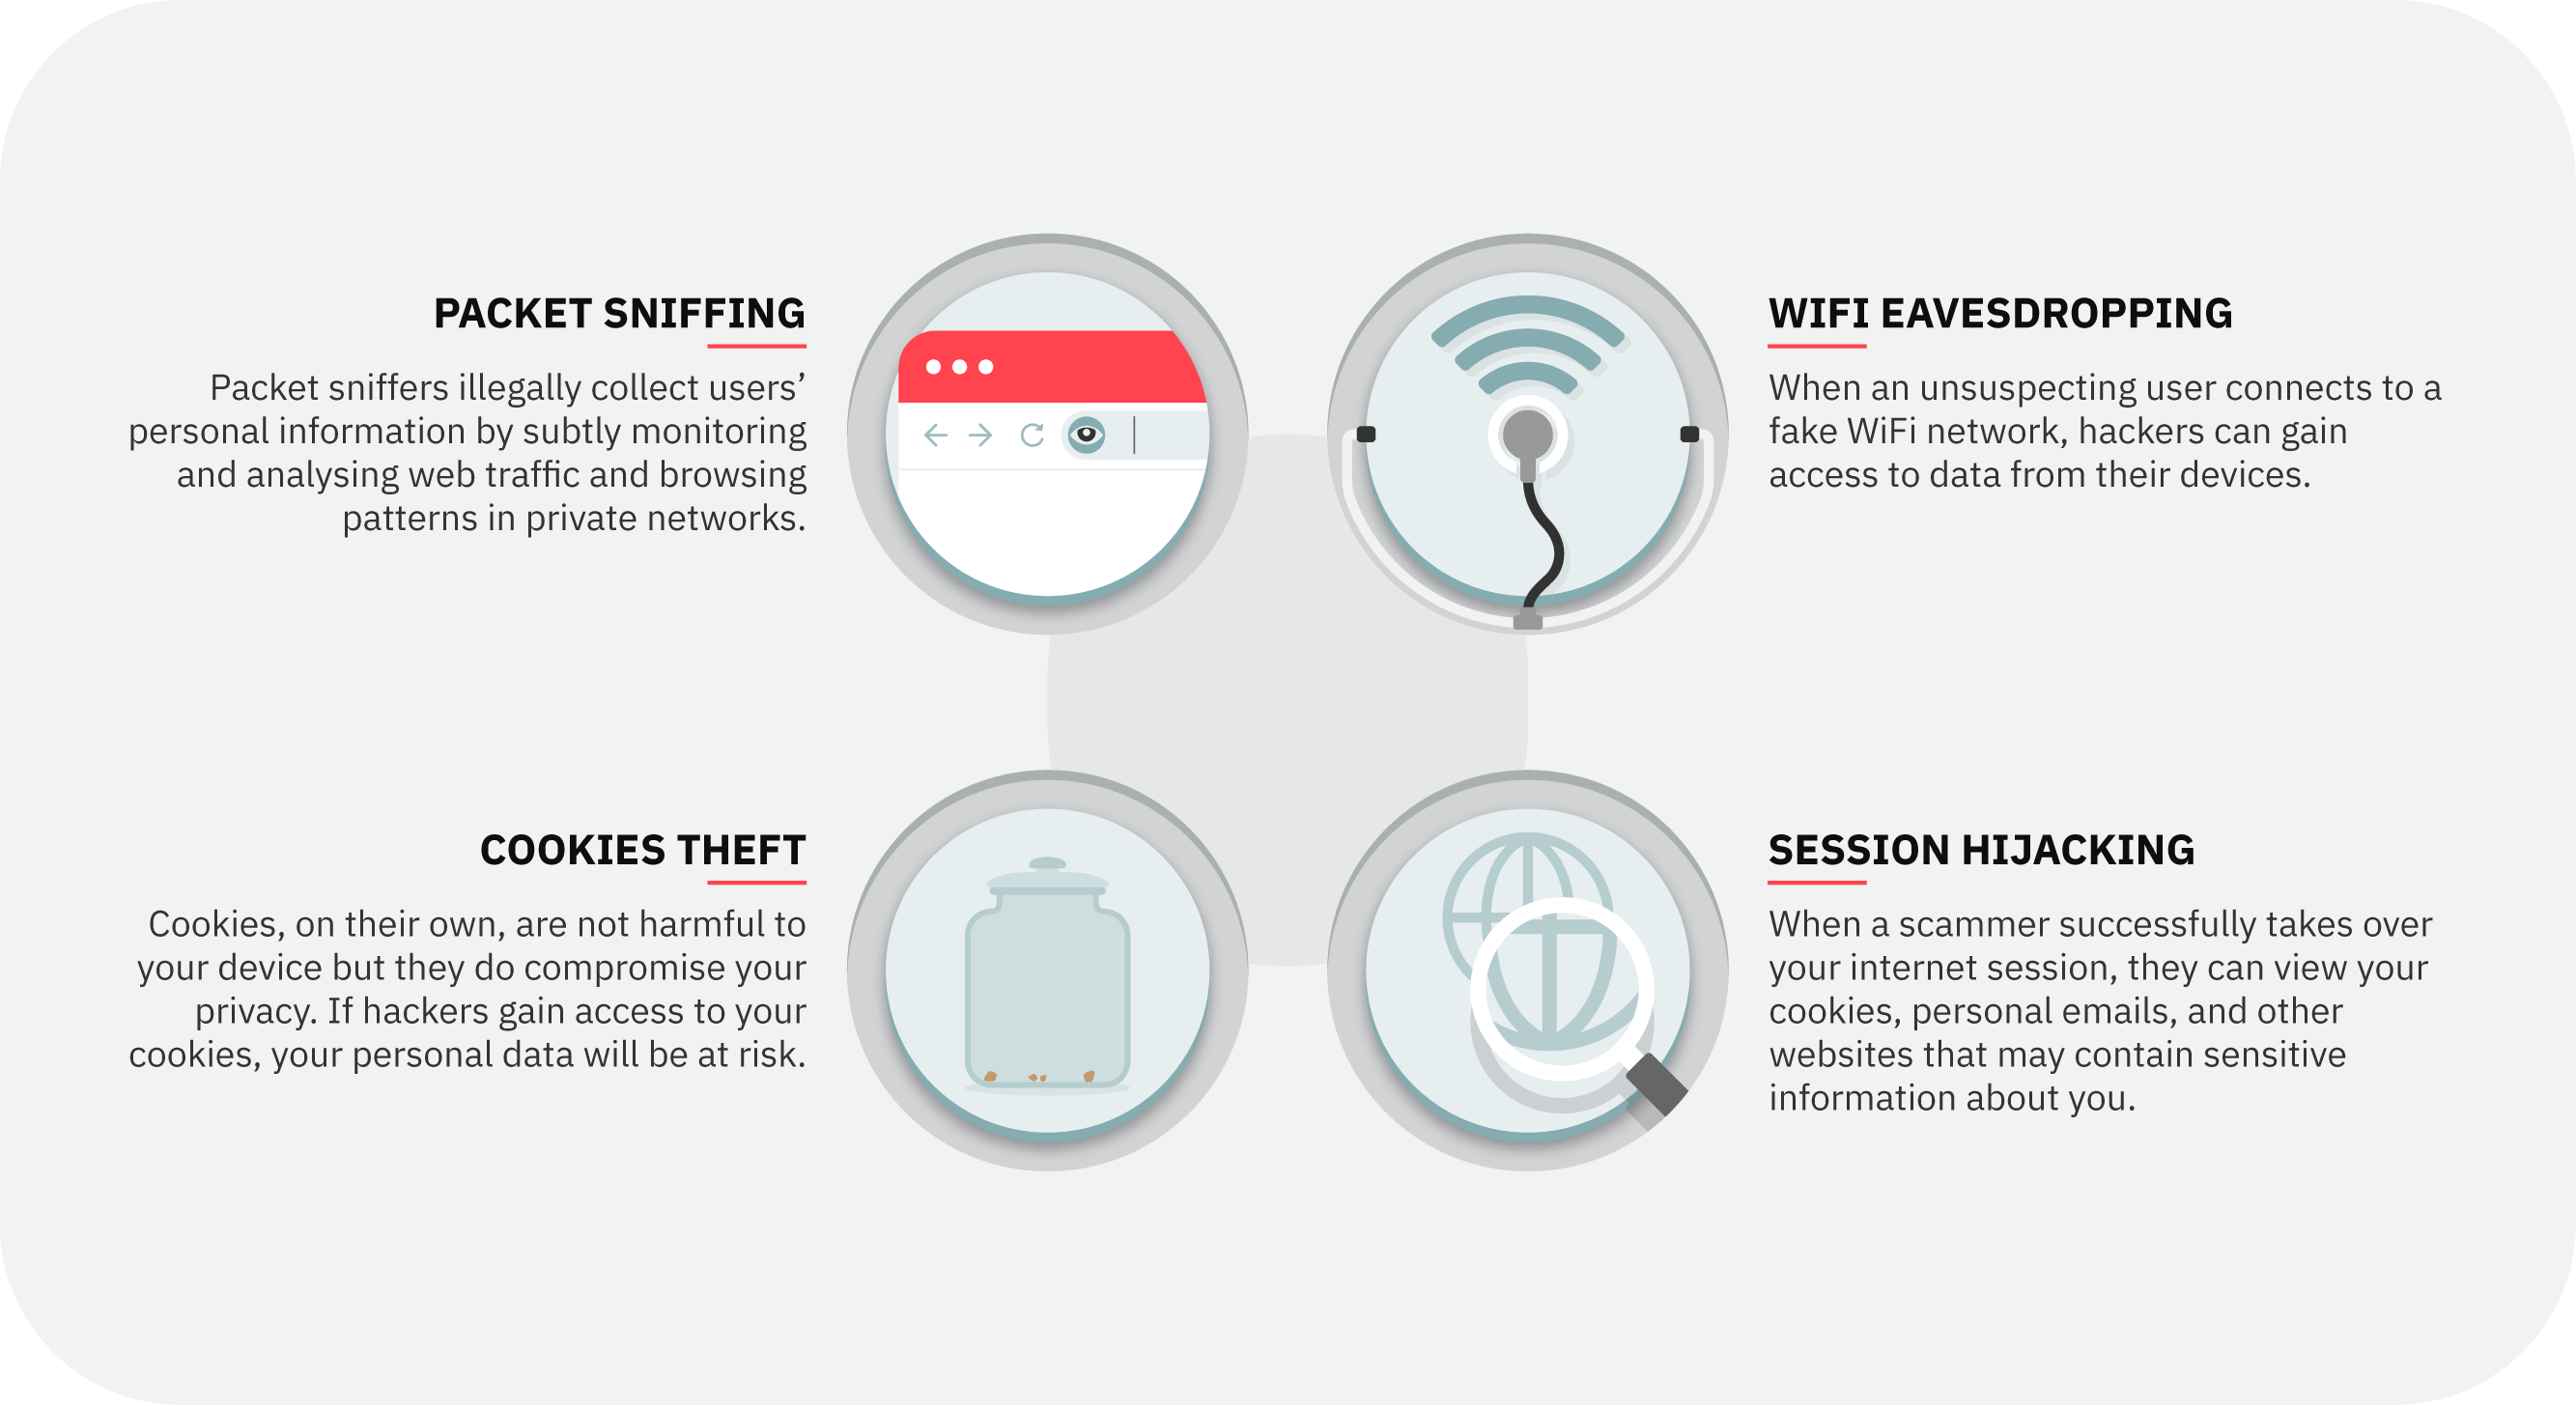 PACKET SNIFFING
Packet sniffers illegally collect users’
personal information by subtly monitoring
and analysing web traffic and browsing
patterns in private networks.
WIFI EAVESDROPPING
When an unsuspecting user connects to a
fake WiFi network, hackers can gain
access to data from their devices.
COOKIES THEFT
Cookies, on their own, are not harmful to
your device but they do compromise your
privacy. If hackers gain access to your
cookies, your personal data will be at risk.
SESSION HIJACKING
When a scammer successfully takes over
your internet session, they can view your
cookies, personal emails, and other
websites that may contain sensitive
information about you.